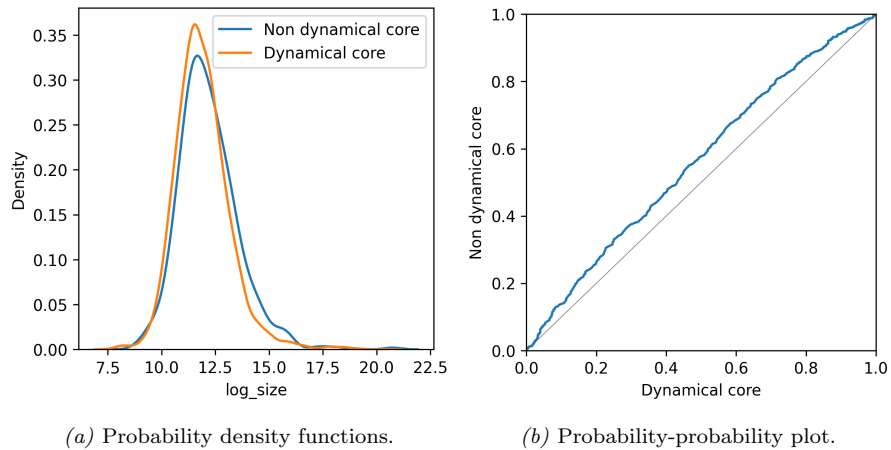 Non dynamical core
Dynamical core
0.35
0.30
0.25
0.20
0.15
0.10
0.05
0.00
Density
7.5 10.0 12.5 15.0 17.5 20.0 22.5
log_size
(a) Probability density functions.
1.0
0.8
0.6
0.4
0.2
0.0
Non dynamical core
0.0 0.2 0.4 0.6 0.8 1.0
Dynamical core
(b) Probability-probability plot.